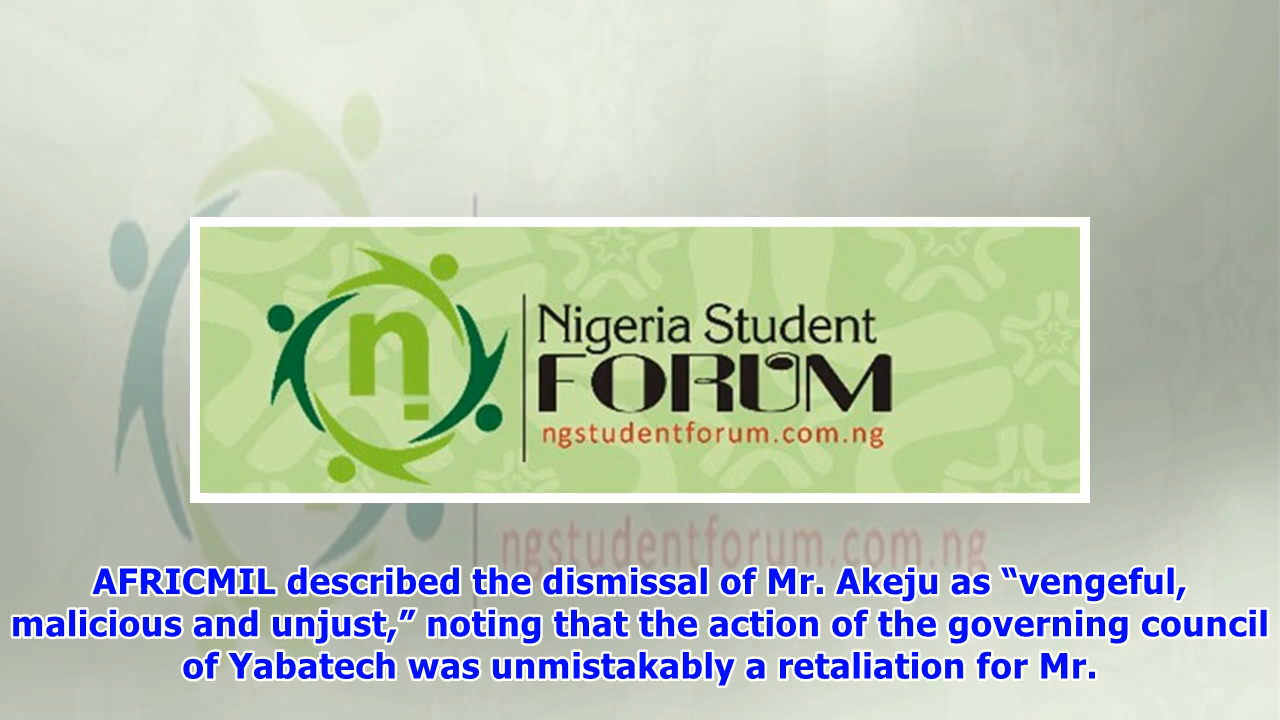 n
Nigeria Student
FORUM
ngstudentforum.com.ng
ngstudentforum.com.ng
AFRICMIL described the dismissal of Mr. Akeju as “vengeful,
malicious and unjust,” noting that the action of the governing council
of Yabatech was unmistakably a retaliation for Mr.